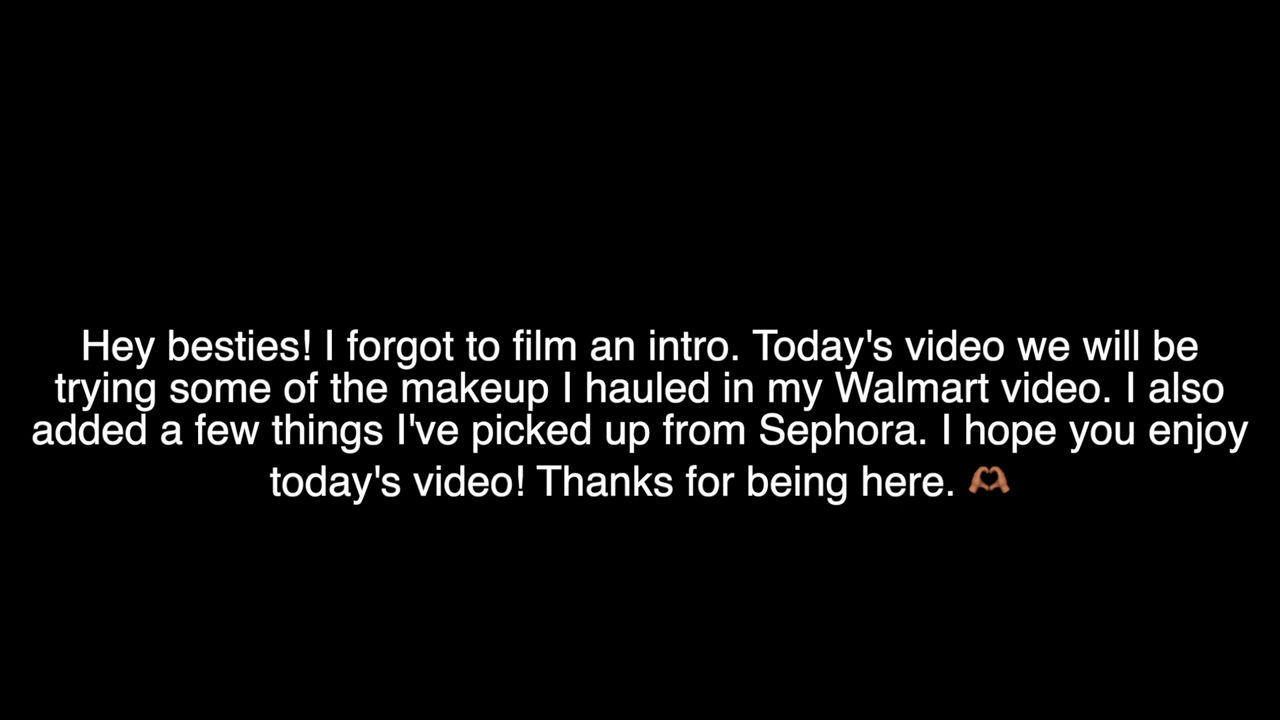 Hey besties! I forgot to film an intro. Today's video we will be
trying some of the makeup I hauled in my Walmart video. I also
added a few things I've picked up from Sephora. I hope you enjoy
today's video! Thanks for being here. 🫶🏽